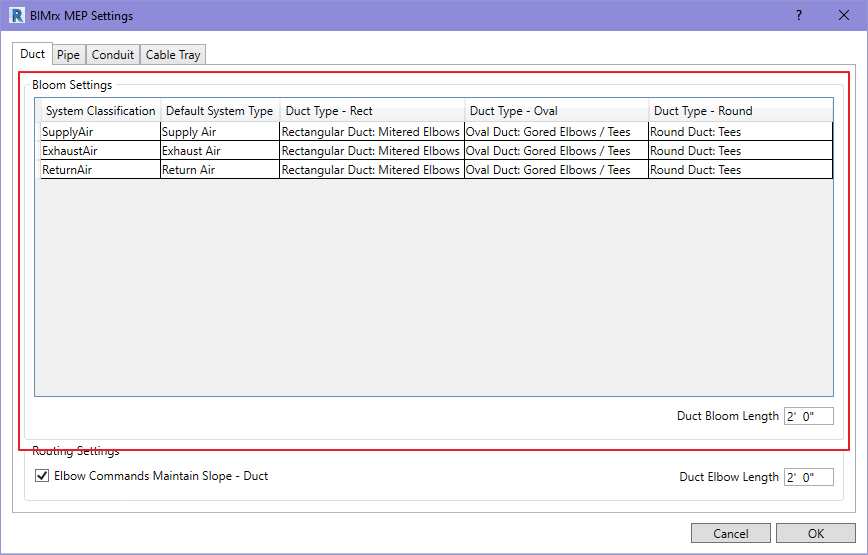 BIMrx MEP Settings
Duct Pipe Conduit Cable Tray
Bloom Settings
System Classification Default System Type Duct Type - Rect Duct Type - Oval Duct Type - Round
SupplyAir Supply Air Rectangular Duct: Mitered Elbows Oval Duct: Gored Elbows / Tees Round Duct: Tees
ExhaustAir Exhaust Air Rectangular Duct: Mitered Elbows Oval Duct: Gored Elbows / Tees Round Duct: Tees
ReturnAir Return Air Rectangular Duct: Mitered Elbows Oval Duct: Gored Elbows / Tees Round Duct: Tees
Duct Bloom Length 2' 0"
Routing Settings
Elbow Commands Maintain Slope - Duct Duct Elbow Length 2' 0"
Cancel OK